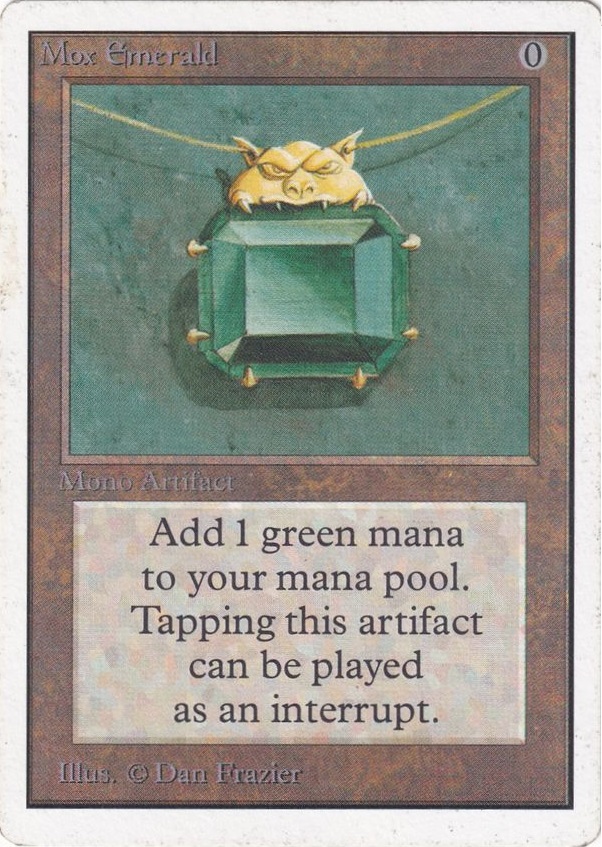 Mox Emerald 0
Mono Artifact
Add 1 green mana
to your mana pool.
Tapping this artifact
can be played
as an interrupt.
Illus. © Dan Frazier